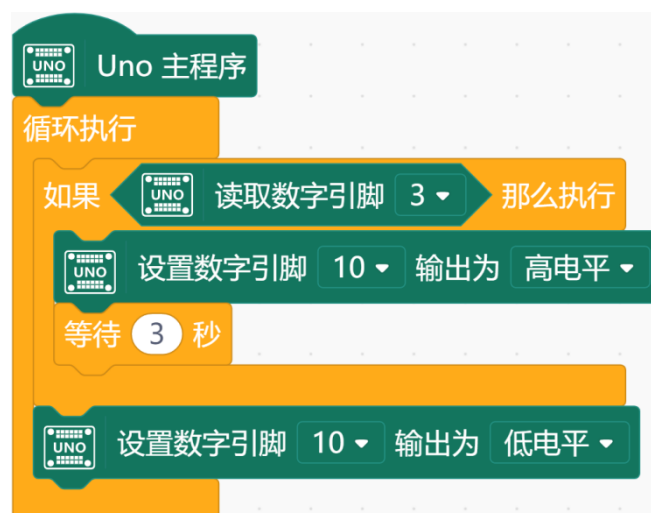 UNO Uno 主程序
循环执行
如果 UNO 读取数字引脚 3 那么执行
UNO 设置数字引脚 10 输出为 高电平
等待 3 秒
UNO 设置数字引脚 10 输出为 低电平